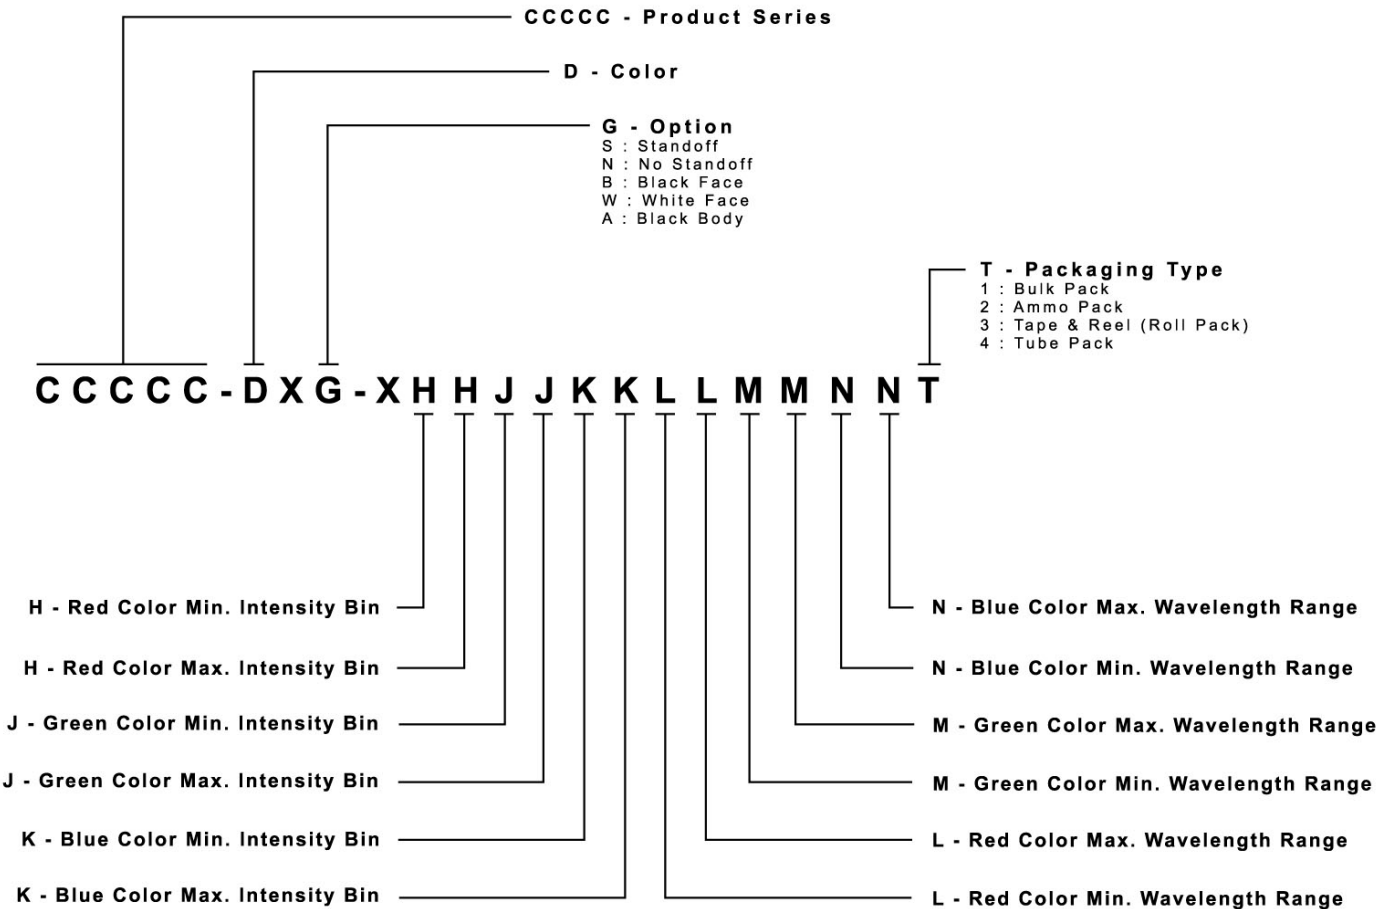 CCCCC - Product Series
D - Color
G - Option
S : Standoff
N : No Standoff
B : Black Face
W : White Face
A : Black Body
T - Packaging Type
1 : Bulk Pack
2 : Ammo Pack
3 : Tape & Reel (Roll Pack)
4 : Tube Pack
CCCCC-DXG-XHHJJKKLLMMNNT
H - Red Color Min. Intensity Bin
N - Blue Color Max. Wavelength Range
H - Red Color Max. Intensity Bin
N - Blue Color Min. Wavelength Range
J - Green Color Min. Intensity Bin
M - Green Color Max. Wavelength Range
J - Green Color Max. Intensity Bin
M - Green Color Min. Wavelength Range
K - Blue Color Min. Intensity Bin
L - Red Color Max. Wavelength Range
K - Blue Color Max. Intensity Bin
L - Red Color Min. Wavelength Range